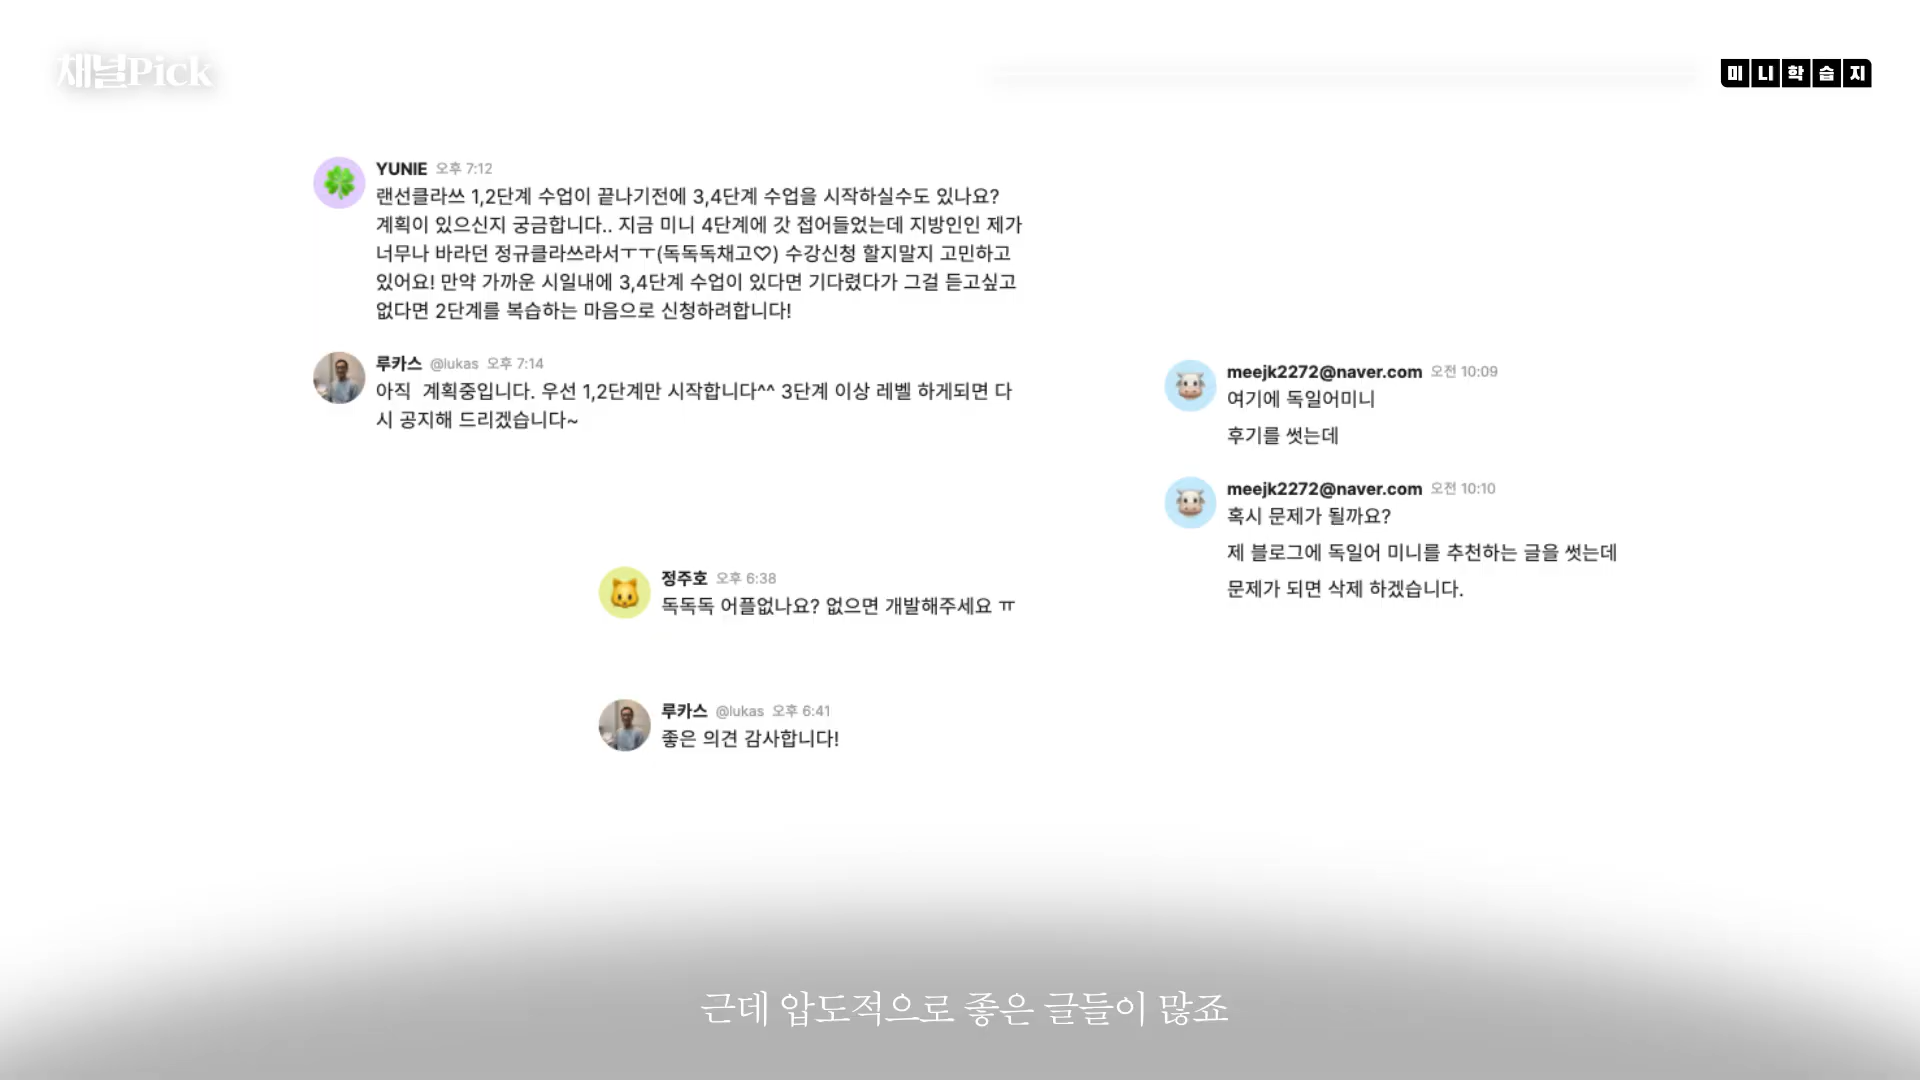 채널Pick
미니학습지
YUNIE 오후 7:12
랜선클라쓰 1,2단계 수업이 끝나기전에 3,4단계 수업을 시작하실수도 있나요?
계획이 있으신지 궁금합니다.. 지금 미니 4단계에 갓 접어들었는데 지방인인 제가
너무나 바라던 정규클라쓰라서ㅜㅜ(독독독채고♡) 수강신청 할지말지 고민하고
있어요! 만약 가까운 시일내에 3,4단계 수업이 있다면 기다렸다가 그걸 듣고싶고
없다면 2단계를 복습하는 마음으로 신청하려합니다!
루카스 @lukas 오후 7:14
아직  계획중입니다. 우선 1,2단계만 시작합니다^^ 3단계 이상 레벨 하게되면 다
시 공지해 드리겠습니다~
meejk2272@naver.com 오전 10:09
여기에 독일어미니
후기를 썻는데
meejk2272@naver.com 오전 10:10
혹시 문제가 될까요?
제 블로그에 독일어 미니를 추천하는 글을 썻는데
문제가 되면 삭제 하겠습니다.
정주호 오후 6:38
독독독 어플없나요? 없으면 개발해주세요 ㅠ
루카스 @lukas 오후 6:41
좋은 의견 감사합니다!
근데 압도적으로 좋은 글들이 많죠